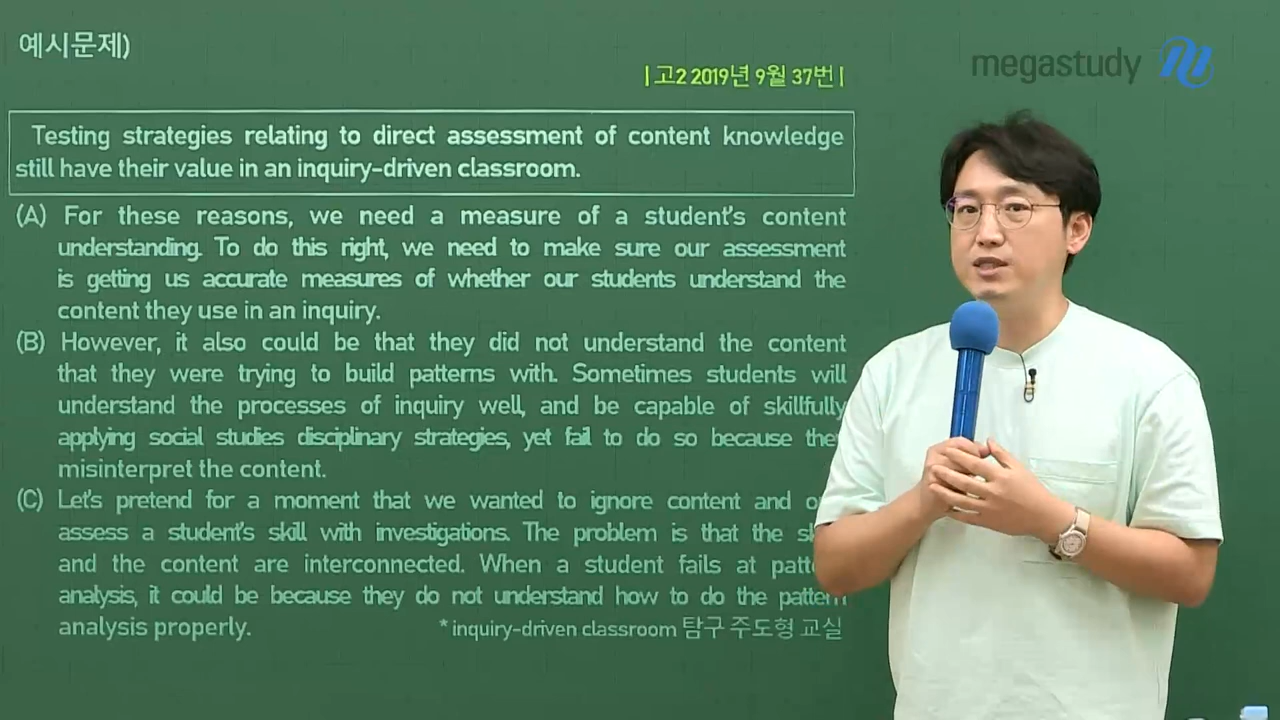 예시문제)
megastudy
| 고2 2019년 9월 37번 |
Testing strategies relating to direct assessment of content knowledge
still have their value in an inquiry-driven classroom.
(A) For these reasons, we need a measure of a student's content
understanding. To do this right, we need to make sure our assessment
is getting us accurate measures of whether our students understand the
content they use in an inquiry.
(B) However, it also could be that they did not understand the content
that they were trying to build patterns with. Sometimes students will
understand the processes of inquiry well, and be capable of skillfully
applying social studies disciplinary strategies, yet fail to do so because
misinterpret the content.
(C) Let's pretend for a moment that we wanted to ignore content and
assess a student's skill with investigations. The problem is that the
and the content are interconnected. When a student fails at
analysis, it could be because they do not understand how to do the pattern
analysis properly.
* inquiry-driven classroom 탐구 주도형 교실